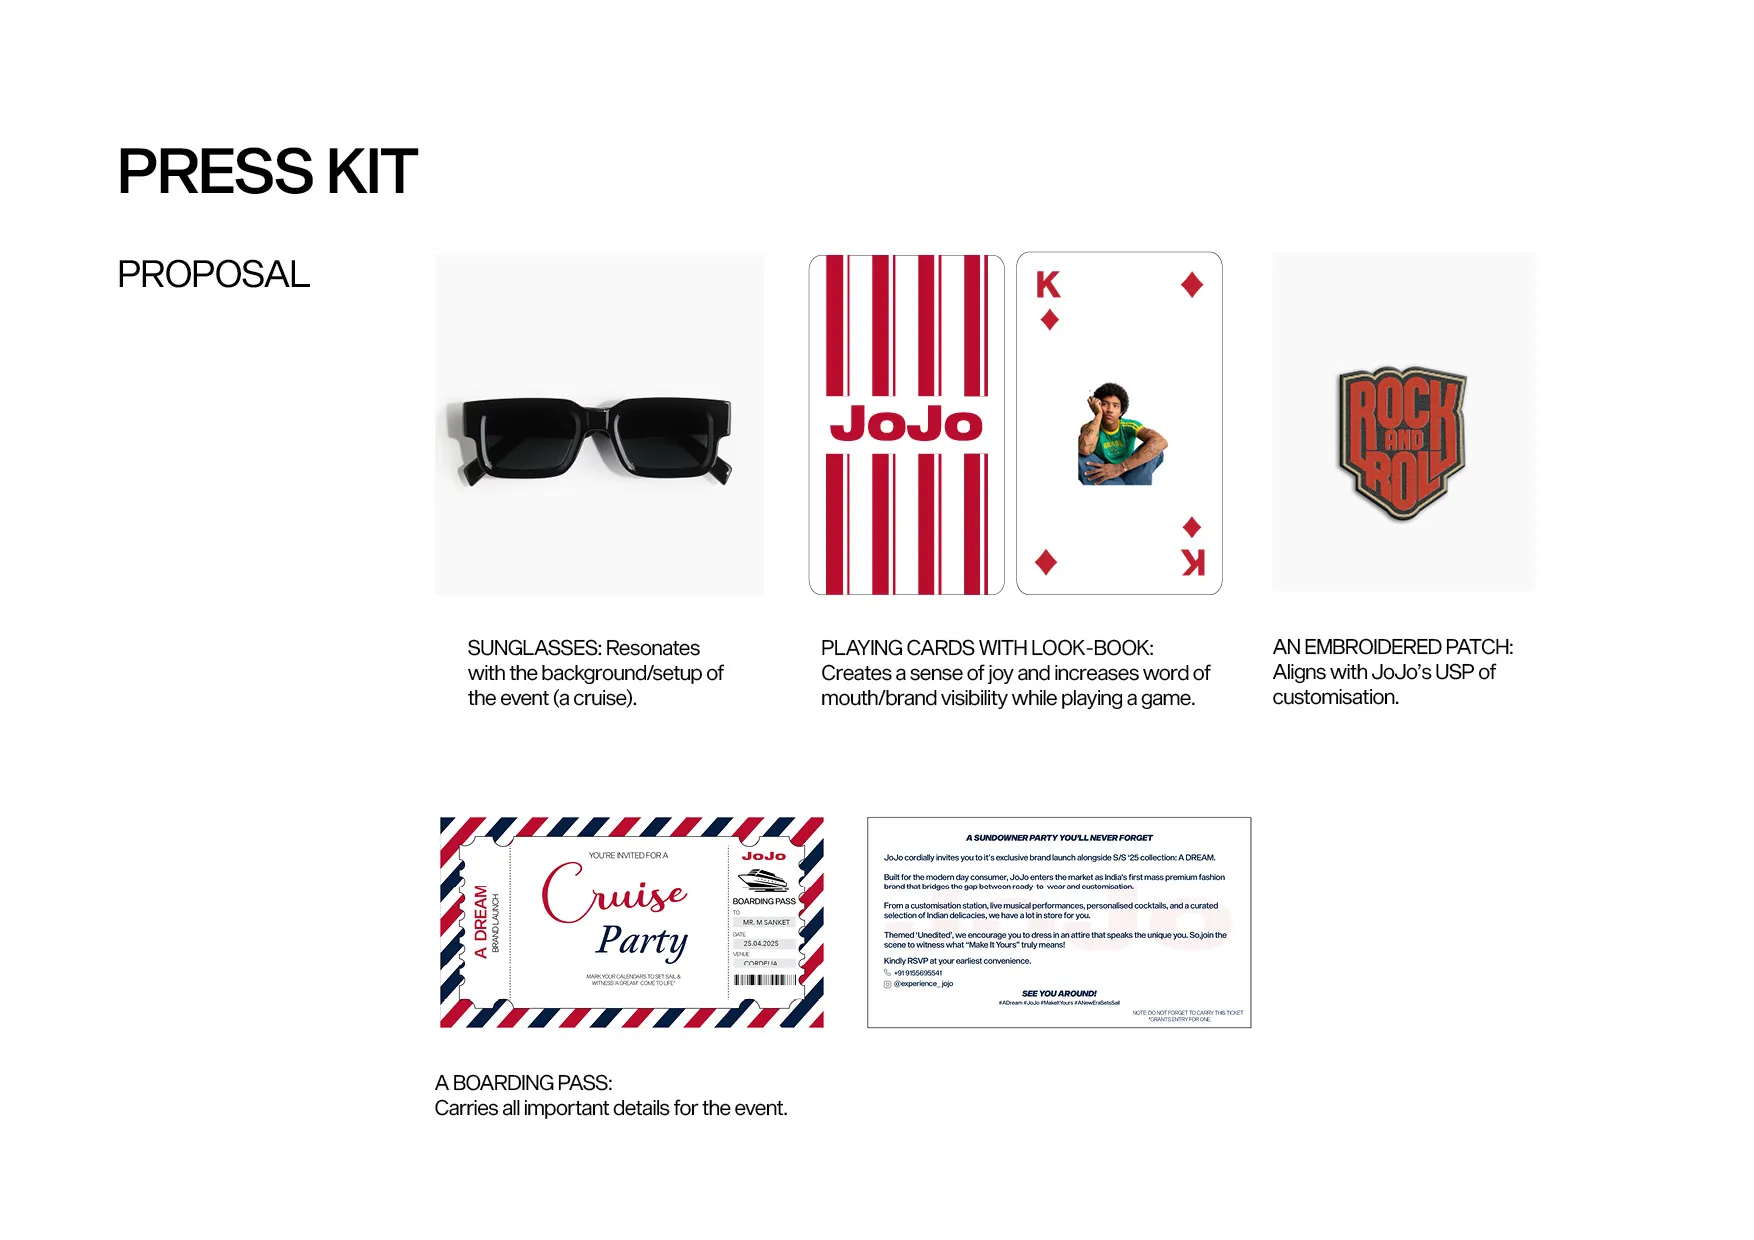 PRESS KIT
PROPOSAL
JoJo
K
K
ROCK
AND
ROLL
SUNGLASSES: Resonates
with the background/setup of
the event (a cruise).
PLAYING CARDS WITH LOOK-BOOK:
Creates a sense of joy and increases word of
mouth/brand visibility while playing a game.
AN EMBROIDERED PATCH:
Aligns with JoJo's USP of
customisation.
A DREAM
BRAND LAUNCH
YOU'RE INVITED FOR A
Cruise
Party
MARK YOUR CALENDARS TO SET SAIL &
WITNESS 'A DREAM' COME TO LIFE*
JoJo
BOARDING PASS
TO
MR. M SANKET
DATE
25.04.2025
VENUE
CORDELIA
A SUNDOWNER PARTY YOU'LL NEVER FORGET
JoJo cordially invites you to it's exclusive brand launch alongside S/S '25 collection: A DREAM.
Built for the modern day consumer, JoJo enters the market as India's first mass premium fashion
brand that bridges the gap between ready-to-wear and customisation.
From a customisation station, live musical performances, personalised cocktails, and a curated
selection of Indian delicacies, we have a lot in store for you.
Themed 'Unedited', we encourage you to dress in an attire that speaks the unique you. So,join the
scene to witness what "Make It Yours" truly means!
Kindly RSVP at your earliest convenience.
+91 9155695541
@experience_jojo
SEE YOU AROUND!
#ADream #JoJo #MakeItYours #ANewEraSetsSail
NOTE: DO NOT FORGET TO CARRY THIS TICKET
*GRANTS ENTRY FOR ONE.
A BOARDING PASS:
Carries all important details for the event.